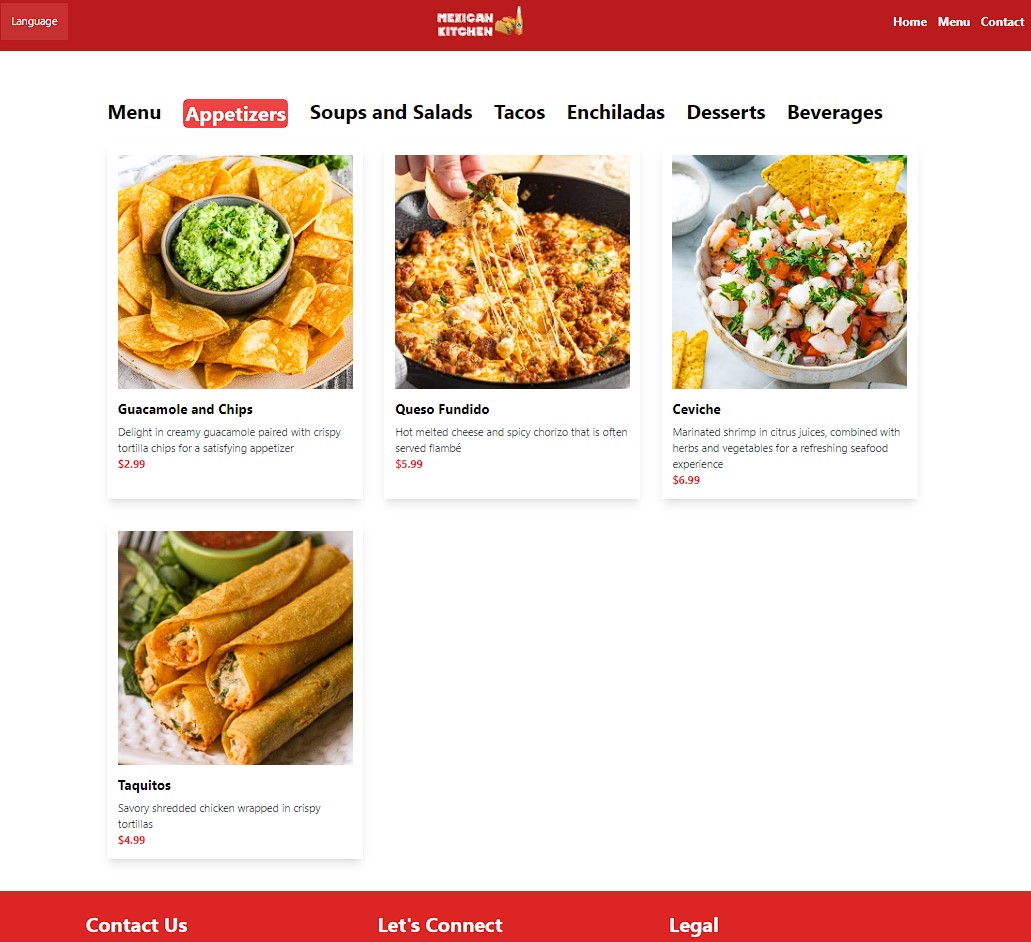 Language
MEXICAN
KITCHEN
Home Menu Contact
Menu Appetizers Soups and Salads Tacos Enchiladas Desserts Beverages
Guacamole and Chips
Delight in creamy guacamole paired with crispy
tortilla chips for a satisfying appetizer
$2.99
Queso Fundido
Hot melted cheese and spicy chorizo that is often
served flambé
$5.99
Ceviche
Marinated shrimp in citrus juices, combined with
herbs and vegetables for a refreshing seafood
experience
$6.99
Taquitos
Savory shredded chicken wrapped in crispy
tortillas
$4.99
Contact Us Let's Connect Legal